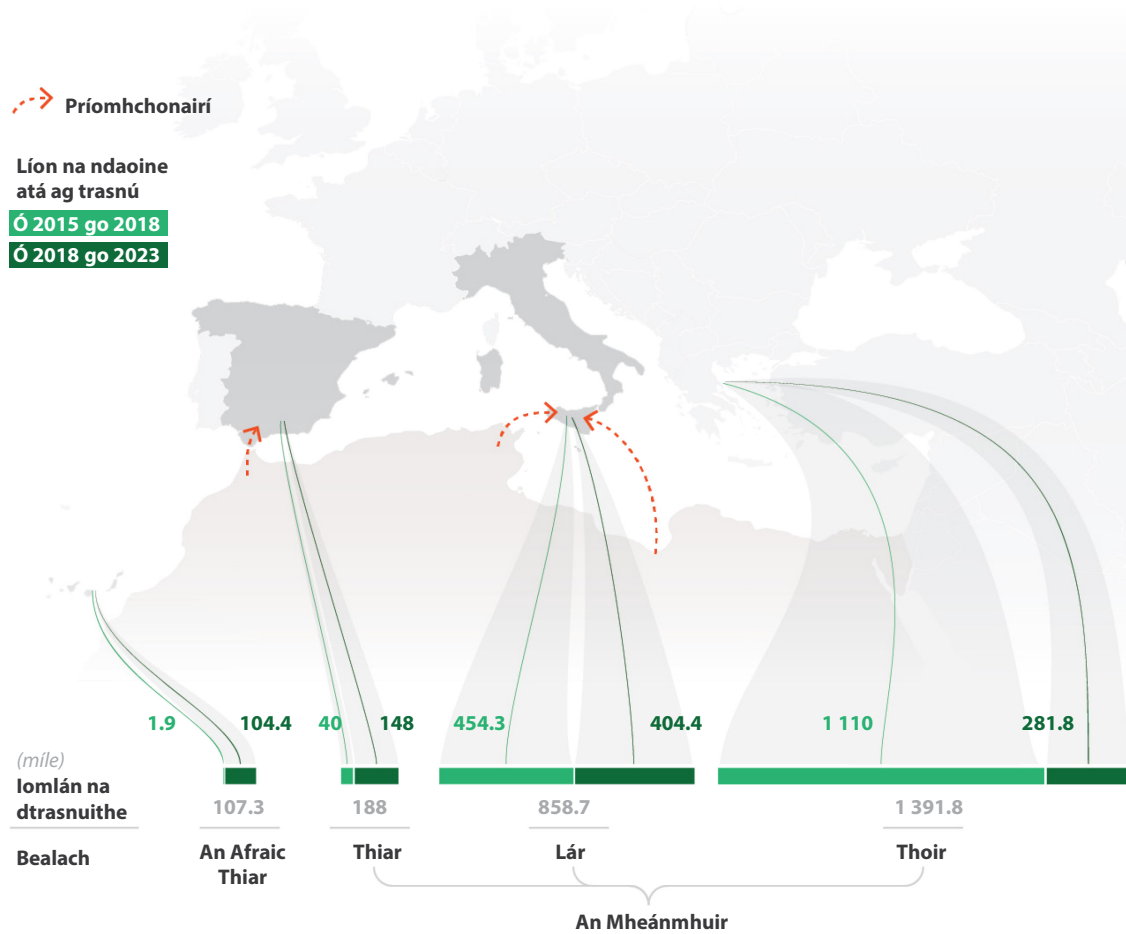 Príomhchonairí
Líon na ndaoine
atá ag trasnú
Ó 2015 go 2018
Ó 2018 go 2023
1.9
104.4
40
148
454.3
404.4
1 110
281.8
(míle)
Iomlán na
dtrasnuithe
107.3
188
858.7
1 391.8
Bealach
An Afraic
Thiar
Thiar
Lár
Thoir
An Mheánmhuir